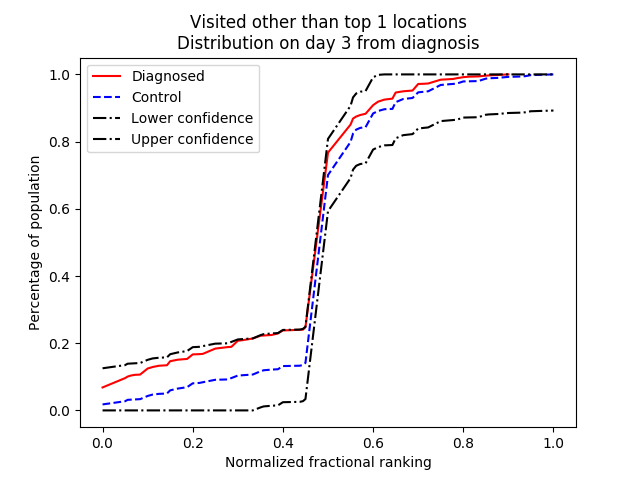 Visited other than top 1 locations
Distribution on day 3 from diagnosis
Diagnosed
Control
Lower confidence
Upper confidence
Percentage of population
1.0
0.8
0.6
0.4
0.2
0.0
0.0 0.2 0.4 0.6 0.8 1.0
Normalized fractional ranking